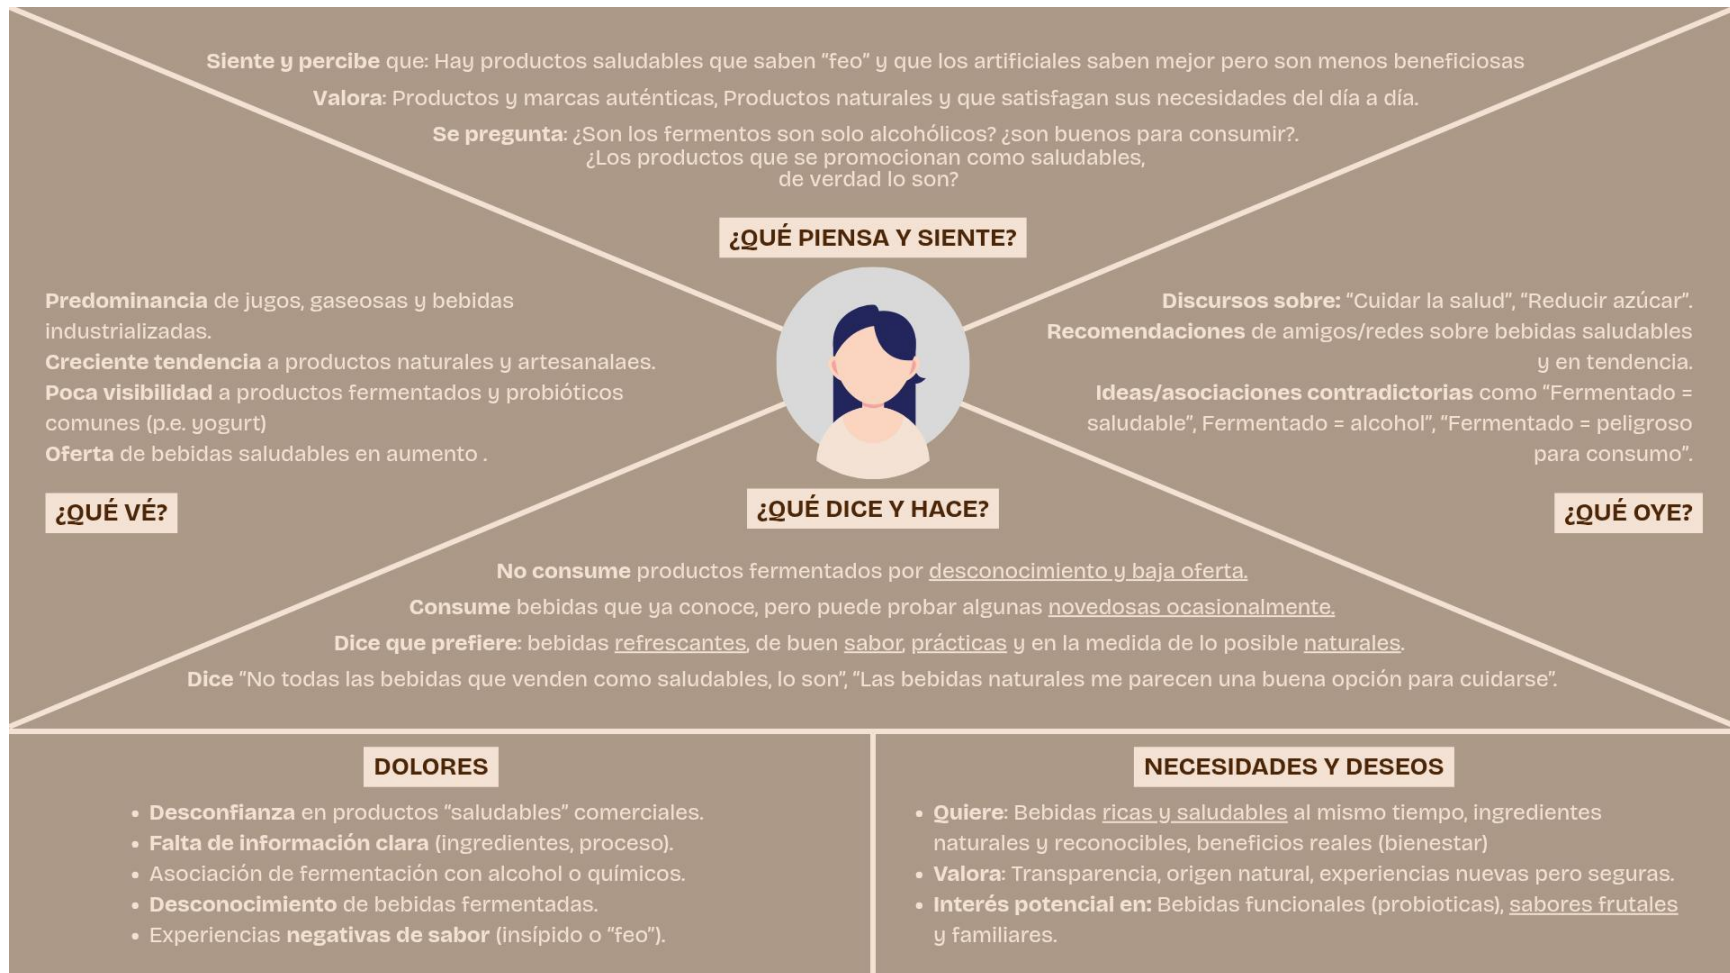 Siente y percibe que: Hay productos saludables que saben "feo" y que los artificiales saben mejor pero son menos beneficiosas
Valora: Productos y marcas auténticas, Productos naturales y que satisfagan sus necesidades del día a día.
Se pregunta: ¿Son los fermentos son solo alcohólicos? ¿son buenos para consumir?.
¿Los productos que se promocionan como saludables,
de verdad lo son?
¿QUÉ PIENSA Y SIENTE?
Predominancia de jugos, gaseosas y bebidas
industrializadas.
Creciente tendencia a productos naturales y artesanalaes.
Poca visibilidad a productos fermentados y probióticos
comunes (p.e. yogurt)
Oferta de bebidas saludables en aumento .
¿QUÉ VÉ?
Discursos sobre: "Cuidar la salud", "Reducir azúcar".
Recomendaciones de amigos/redes sobre bebidas saludables
y en tendencia.
Ideas/asociaciones contradictorias como "Fermentado =
saludable", Fermentado = alcohol", "Fermentado = peligroso
para consumo".
¿QUÉ OYE?
¿QUÉ DICE Y HACE?
No consume productos fermentados por desconocimiento y baja oferta.
Consume bebidas que ya conoce, pero puede probar algunas novedosas ocasionalmente.
Dice que prefiere: bebidas refrescantes, de buen sabor, prácticas y en la medida de lo posible naturales.
Dice "No todas las bebidas que venden como saludables, lo son", "Las bebidas naturales me parecen una buena opción para cuidarse".
DOLORES
• Desconfianza en productos "saludables" comerciales.
• Falta de información clara (ingredientes, proceso).
• Asociación de fermentación con alcohol o químicos.
• Desconocimiento de bebidas fermentadas.
• Experiencias negativas de sabor (insípido o "feo").
NECESIDADES Y DESEOS
• Quiere: Bebidas ricas y saludables al mismo tiempo, ingredientes
naturales y reconocibles, beneficios reales (bienestar)
• Valora: Transparencia, origen natural, experiencias nuevas pero seguras.
• Interés potencial en: Bebidas funcionales (probioticas), sabores frutales
y familiares.